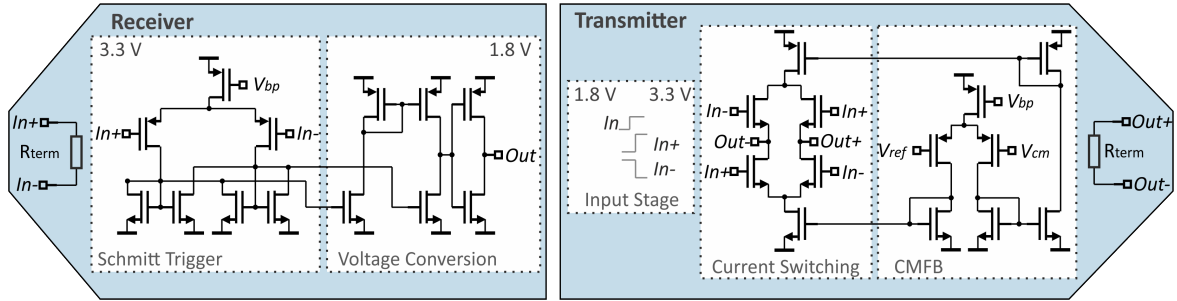 Receiver
3.3 V
1.8 V
Vbp
In+
In-
In+
Rterm
In-
Out
Schmitt Trigger
Voltage Conversion
Transmitter
1.8 V 3.3 V
In
In+
In-
Input Stage
In-
In+
Out-
Out+
In+
In-
Current Switching
Vbp
Vref
Vcm
CMFB
Out+
Rterm
Out-